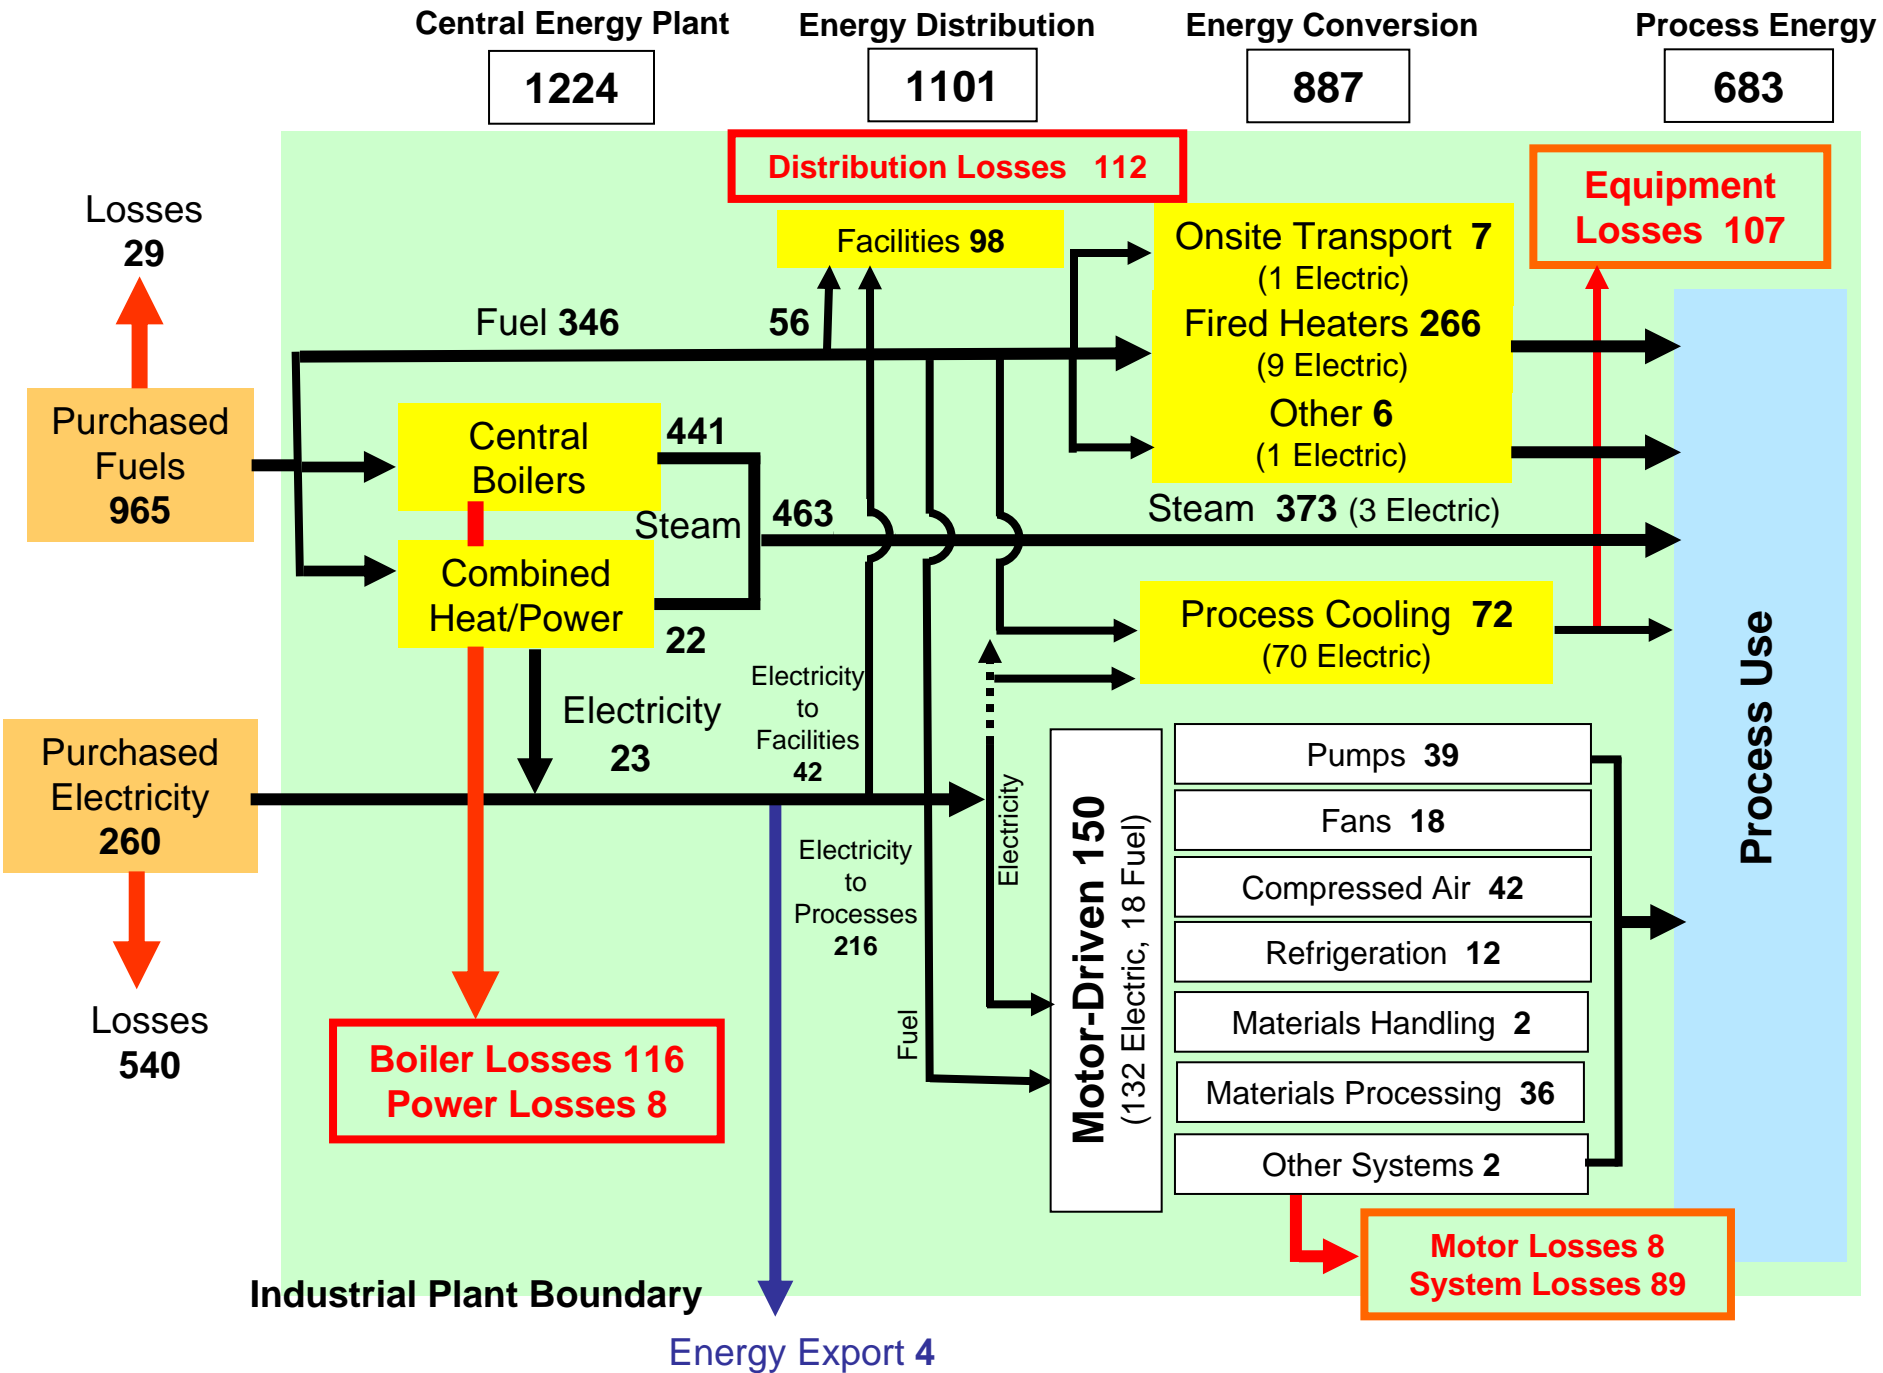 Central Energy Plant
1224
Energy Distribution
1101
Energy Conversion
887
Process Energy
683
Distribution Losses 112
Equipment
Losses 107
Losses
29
Facilities 98
Onsite Transport 7
(1 Electric)
Fuel 346
56
Fired Heaters 266
(9 Electric)
Other 6
(1 Electric)
Purchased
Fuels
965
Central
Boilers
441
Steam
463
Steam 373 (3 Electric)
Combined
Heat/Power
22
Process Cooling 72
(70 Electric)
Process Use
Electricity
23
Electricity
to
Facilities
42
Purchased
Electricity
260
Losses
540
Electricity
to
Processes
216
Electricity
Fuel
Motor-Driven 150
(132 Electric, 18 Fuel)
Pumps 39
Fans 18
Compressed Air 42
Refrigeration 12
Materials Handling 2
Materials Processing 36
Other Systems 2
Boiler Losses 116
Power Losses 8
Motor Losses 8
System Losses 89
Industrial Plant Boundary
Energy Export 4